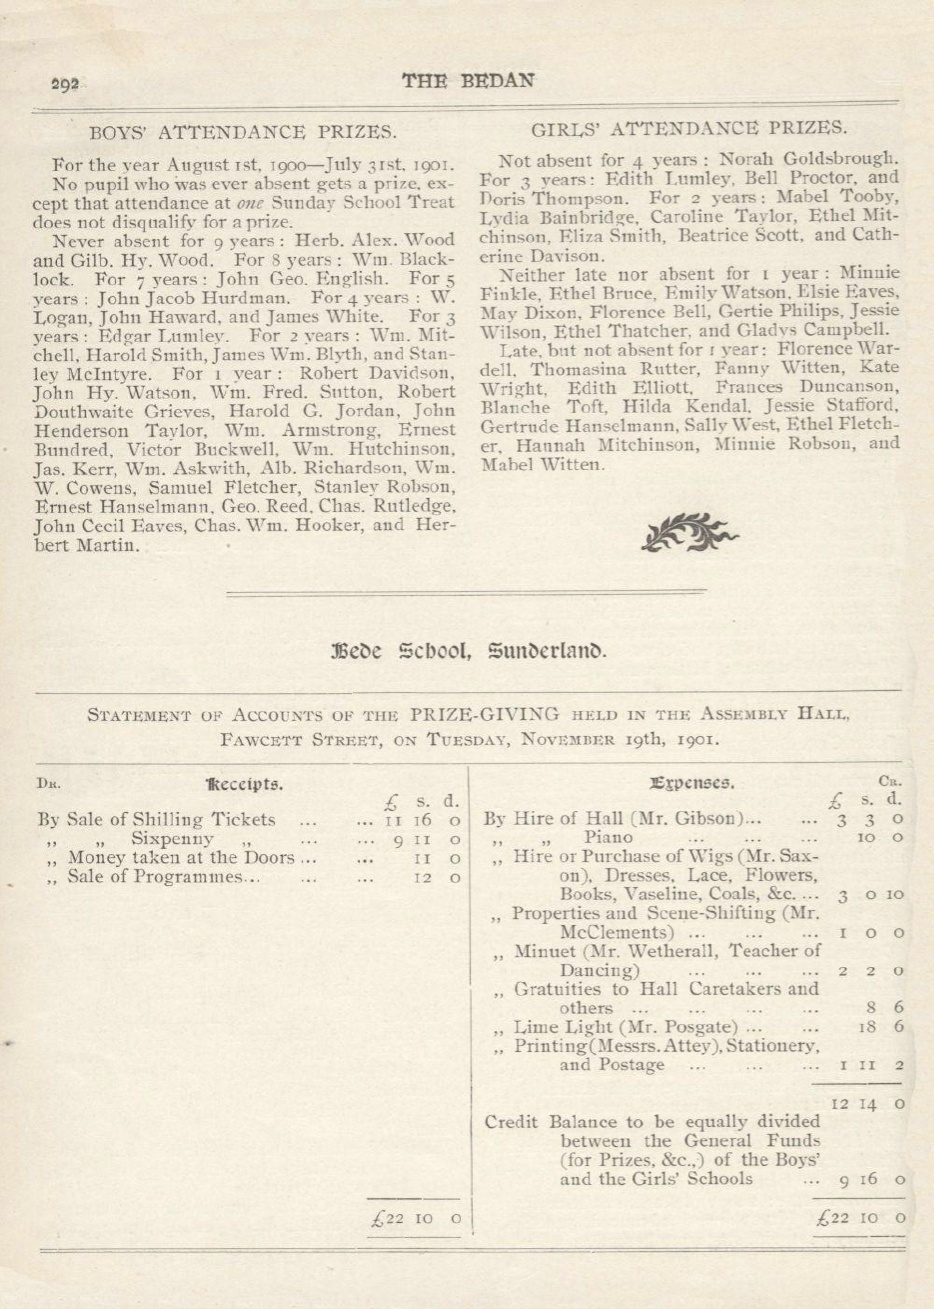 292
THE BEDAN
BOYS' ATTENDANCE PRIZES.
For the year August 1st, 1900—July 31st, 1901.
No pupil who was ever absent gets a prize, ex-
cept that attendance at one Sunday School Treat
does not disqualify for a prize.
Never absent for 9 years : Herb. Alex. Wood
and Gilb. Hy. Wood. For 8 years : Wm. Black-
lock. For 7 years : John Geo. English. For 5
years : John Jacob Hurdman. For 4 years : W.
Logan, John Haward, and James White. For 3
years : Edgar Lumley. For 2 years : Wm. Mit-
chell, Harold Smith, James Wm. Blyth, and Stan-
ley McIntyre. For 1 year : Robert Davidson,
John Hy. Watson, Wm. Fred. Sutton, Robert
Douthwaite Grieves, Harold G. Jordan, John
Henderson Taylor, Wm. Armstrong, Ernest
Bundred, Victor Buckwell, Wm. Hutchinson,
Jas. Kerr, Wm. Askwith, Alb. Richardson, Wm.
W. Cowens, Samuel Fletcher, Stanley Robson,
Ernest Hanselmann, Geo. Reed, Chas. Rutledge,
John Cecil Eaves, Chas. Wm. Hooker, and Her-
bert Martin.
GIRLS' ATTENDANCE PRIZES.
Not absent for 4 years : Norah Goldsbrough.
For 3 years : Edith Lumley, Bell Proctor, and
Doris Thompson. For 2 years : Mabel Tooby,
Lydia Bainbridge, Caroline Taylor, Ethel Mit-
chinson, Eliza Smith, Beatrice Scott, and Cath-
erine Davison.
Neither late nor absent for 1 year : Minnie
Finkle, Ethel Bruce, Emily Watson, Elsie Eaves,
May Dixon, Florence Bell, Gertie Philips, Jessie
Wilson, Ethel Thatcher, and Gladys Campbell.
Late, but not absent for 1 year : Florence War-
dell, Thomasina Rutter, Fanny Witten, Kate
Wright, Edith Elliott, Frances Duncanson,
Blanche Toft, Hilda Kendal, Jessie Stafford,
Gertrude Hanselmann, Sally West, Ethel Fletch-
er, Hannah Mitchinson, Minnie Robson, and
Mabel Witten.
Bede School, Sunderland.
STATEMENT OF ACCOUNTS OF THE PRIZE-GIVING HELD IN THE ASSEMBLY HALL,
FAWCETT STREET, ON TUESDAY, NOVEMBER 19th, 1901.
DR. Receipts.
£ s. d.
By Sale of Shilling Tickets ... ... 11 16 0
,, ,, Sixpenny ,, ... ... 9 11 0
,, Money taken at the Doors ... ... 11 0
,, Sale of Programmes... ... ... 12 0
£22 10 0
Expenses. CR.
£ s. d.
By Hire of Hall (Mr. Gibson)... ... 3 3 0
,, ,, Piano ... ... ... 10 0
,, Hire or Purchase of Wigs (Mr. Sax-
on), Dresses, Lace, Flowers,
Books, Vaseline, Coals, &c. ... 3 0 10
,, Properties and Scene-Shifting (Mr.
McClements) ... ... ... 1 0 0
,, Minuet (Mr. Wetherall, Teacher of
Dancing) ... ... ... 2 2 0
,, Gratuities to Hall Caretakers and
others ... ... ... ... 8 6
,, Lime Light (Mr. Posgate) ... ... 18 6
,, Printing (Messrs. Attey), Stationery,
and Postage ... ... ... 1 11 2
12 14 0
Credit Balance to be equally divided
between the General Funds
(for Prizes, &c.,) of the Boys'
and the Girls' Schools ... 9 16 0
£22 10 0